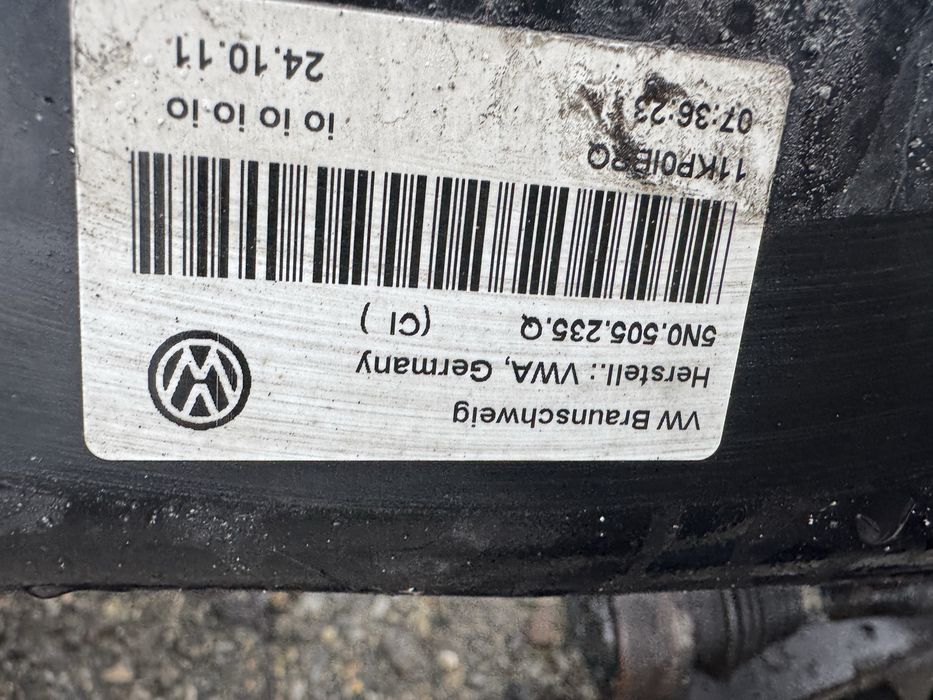 VW Braunschweig
Herstell.: VWA, Germany
5N0.505.235.Q (CI )
11KP0IBRQ
07:36:23 io io io io
24.10.11